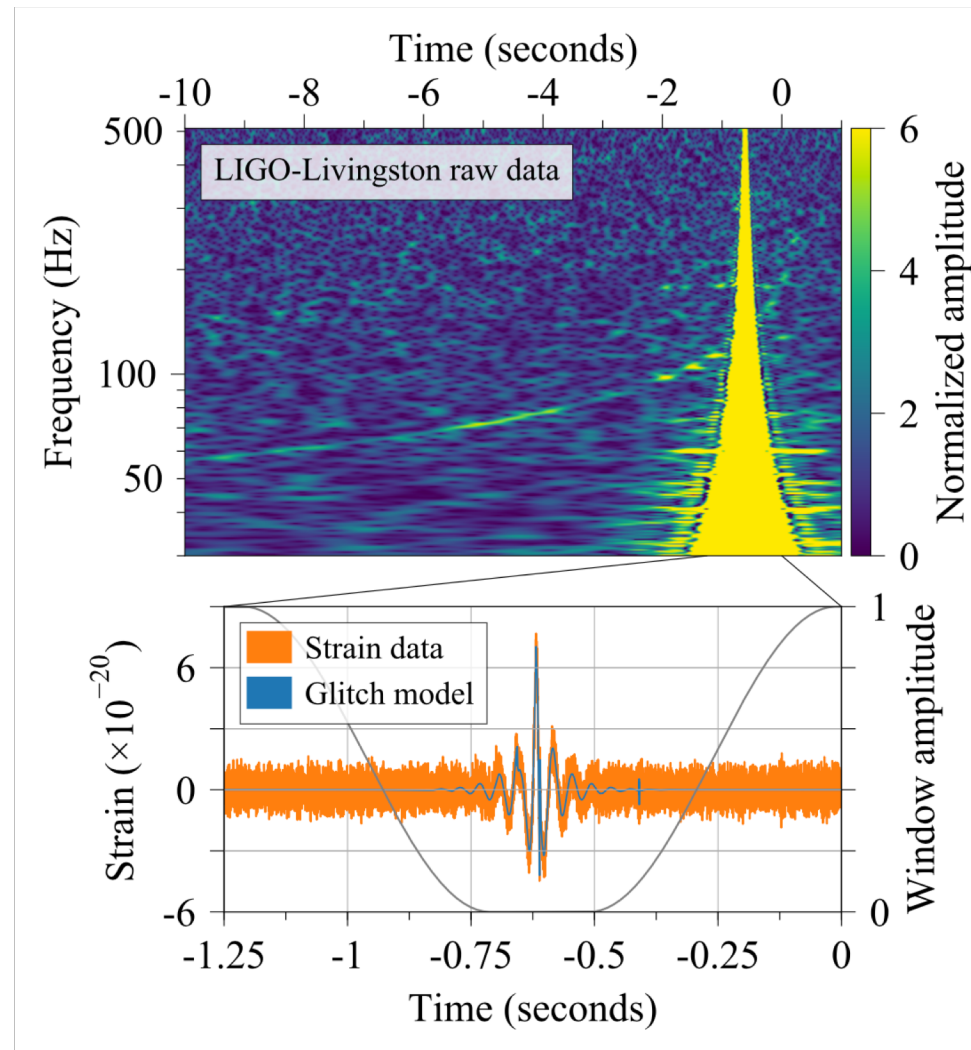 Time (seconds)
-10 -8 -6 -4 -2 0
500
100
50
Frequency (Hz)
LIGO-Livingston raw data
6
4
2
0
Normalized amplitude
Strain data
Glitch model
6
0
-6
Strain (×10⁻²⁰)
1
0
Window amplitude
-1.25 -1 -0.75 -0.5 -0.25 0
Time (seconds)